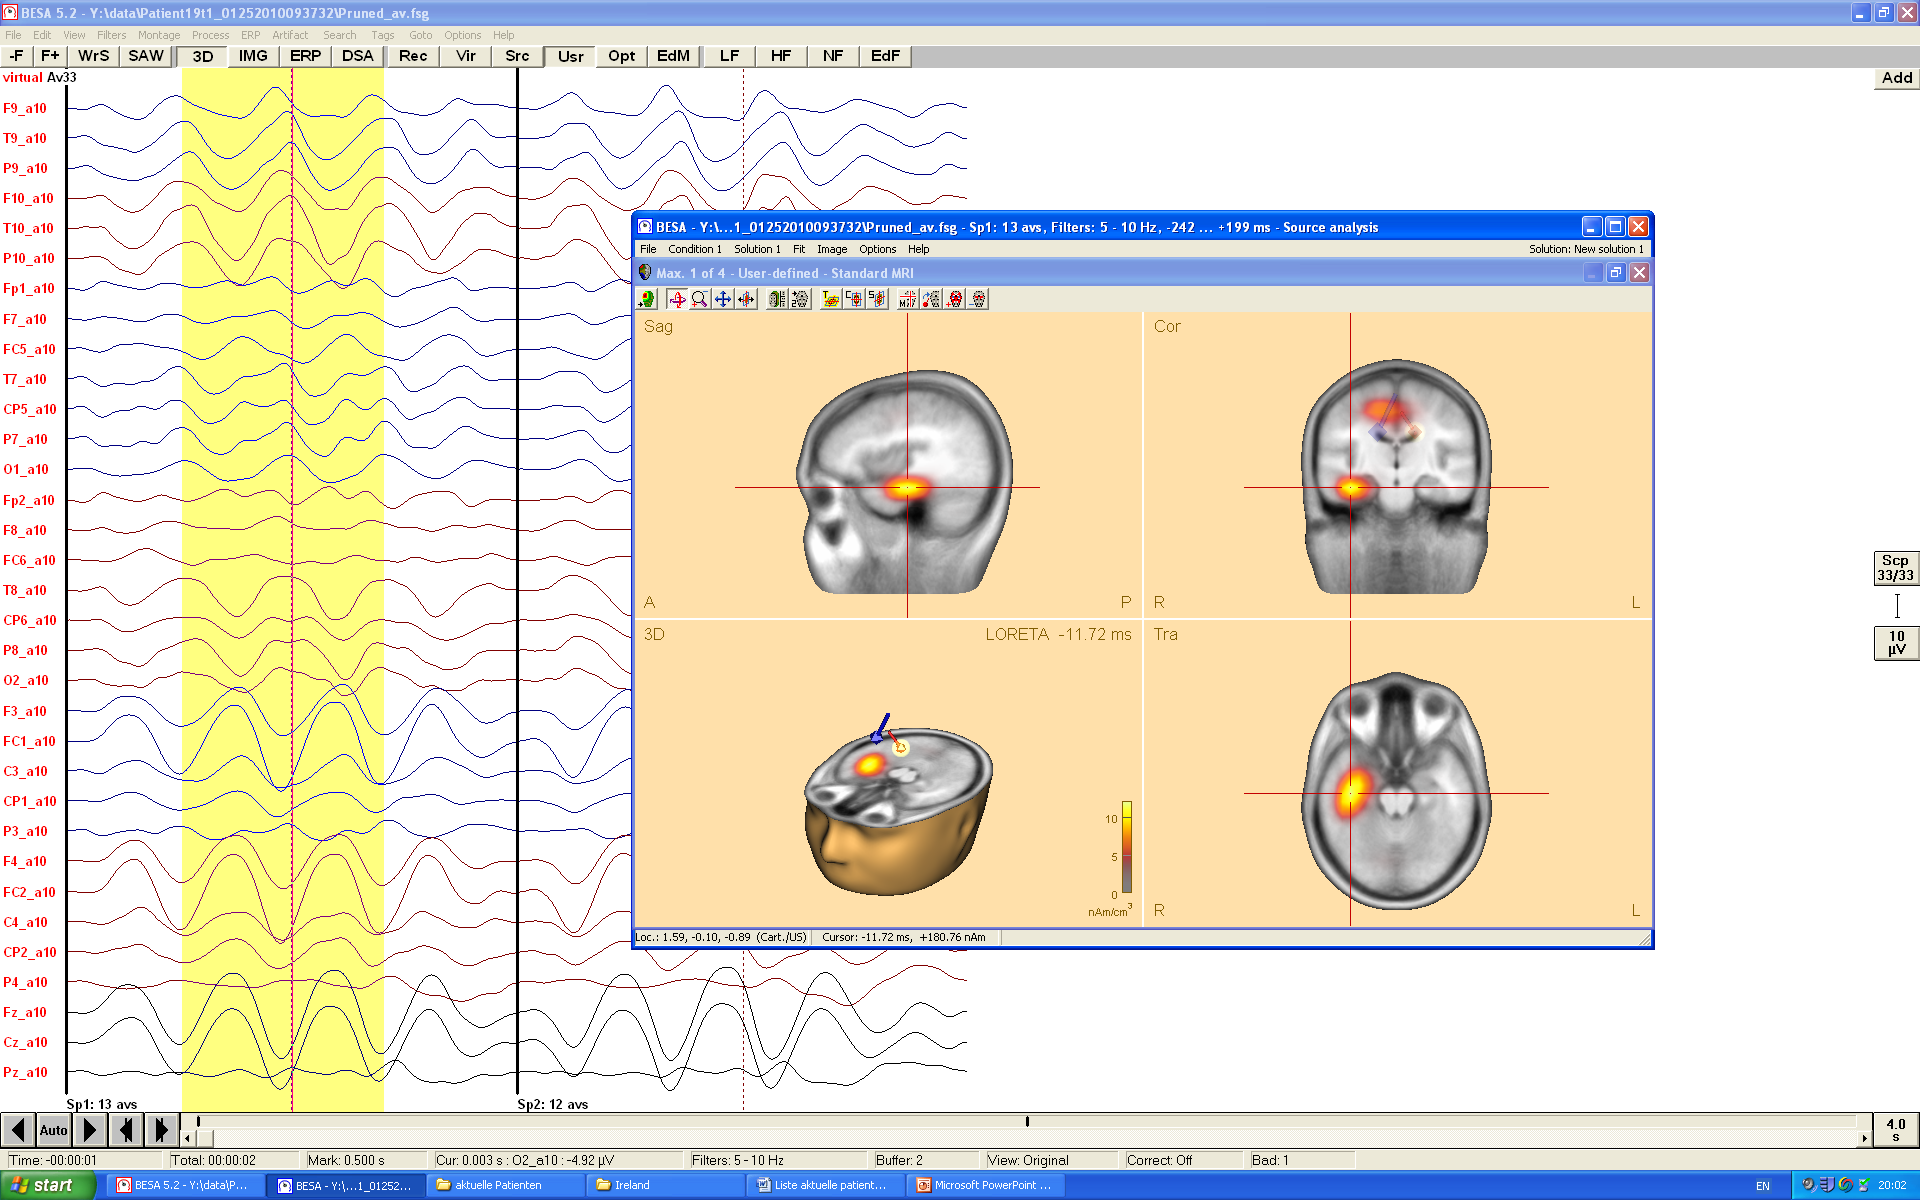 BESA 5.2 - Y:\data\Patient19t1_01252010093732\Pruned_av.fsg
File Edit View Filters Montage Process ERP Artifact Search Tags Goto Options Help
-F F+ WrS SAW 3D IMG ERP DSA Rec Vir Src Usr Opt EdM LF HF NF EdF
virtual Av33
Add
F9_a10
T9_a10
P9_a10
F10_a10
T10_a10
P10_a10
Fp1_a10
F7_a10
FC5_a10
T7_a10
CP5_a10
P7_a10
O1_a10
Fp2_a10
F8_a10
FC6_a10
T8_a10
CP6_a10
P8_a10
O2_a10
F3_a10
FC1_a10
C3_a10
CP1_a10
P3_a10
F4_a10
FC2_a10
C4_a10
CP2_a10
P4_a10
Fz_a10
Cz_a10
Pz_a10
Sp1: 13 avs
Sp2: 12 avs
BESA - Y:\...1_01252010093732\Pruned_av.fsg - Sp1: 13 avs, Filters: 5 - 10 Hz, -242 ... +199 ms - Source analysis
File Condition 1 Solution 1 Fit Image Options Help
Solution: New solution 1
Max. 1 of 4 - User-defined - Standard MRI
Sag
A
P
Cor
R
L
3D
LORETA -11.72 ms
10
5
0
nAm/cm3
Tra
R
L
Loc.: 1.59, -0.10, -0.89 (Cart./US) Cursor: -11.72 ms, +180.76 nAm
Scp
33/33
10
µV
Auto
4.0
s
Time: -00:00:01 Total: 00:00:02 Mark: 0.500 s Cur: 0.003 s : O2_a10 : -4.92 µV Filters: 5 - 10 Hz Buffer: 2 View: Original Correct: Off Bad: 1
start BESA 5.2 - Y:\data\P... BESA - Y:\...1_01252... aktuelle Patienten Ireland Liste aktuelle patient... Microsoft PowerPoint ... EN 20:02